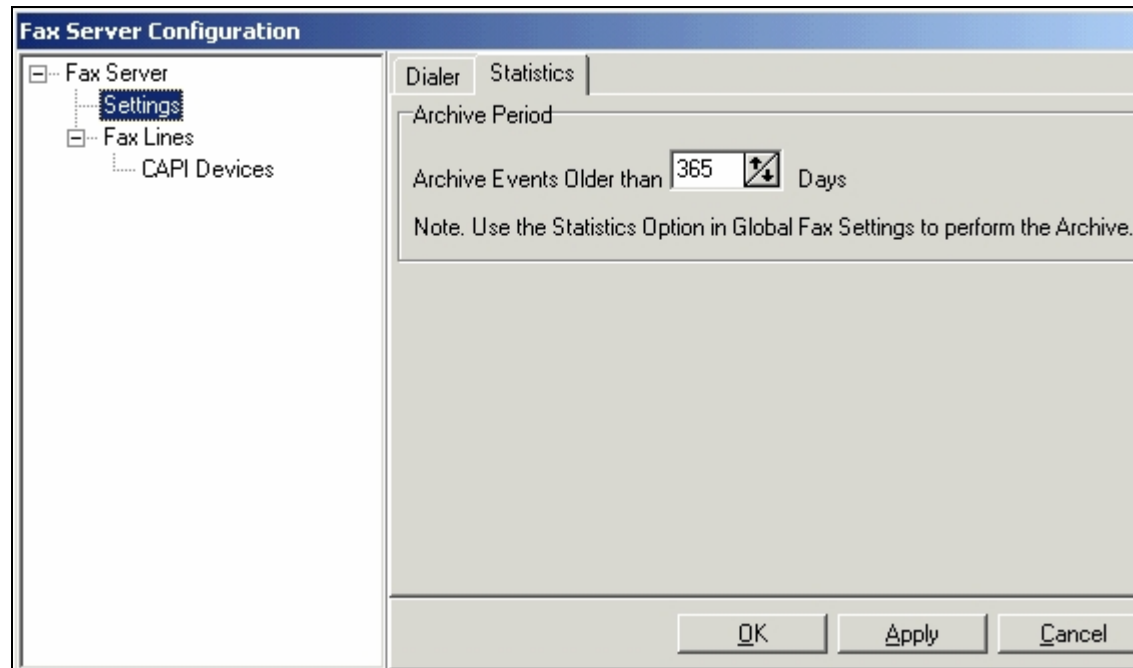 Fax Server Configuration
Fax Server
Settings
Fax Lines
CAPI Devices
Dialer
Statistics
Archive Period
Archive Events Older than 365 Days
Note. Use the Statistics Option in Global Fax Settings to perform the Archive.
OK
Apply
Cancel